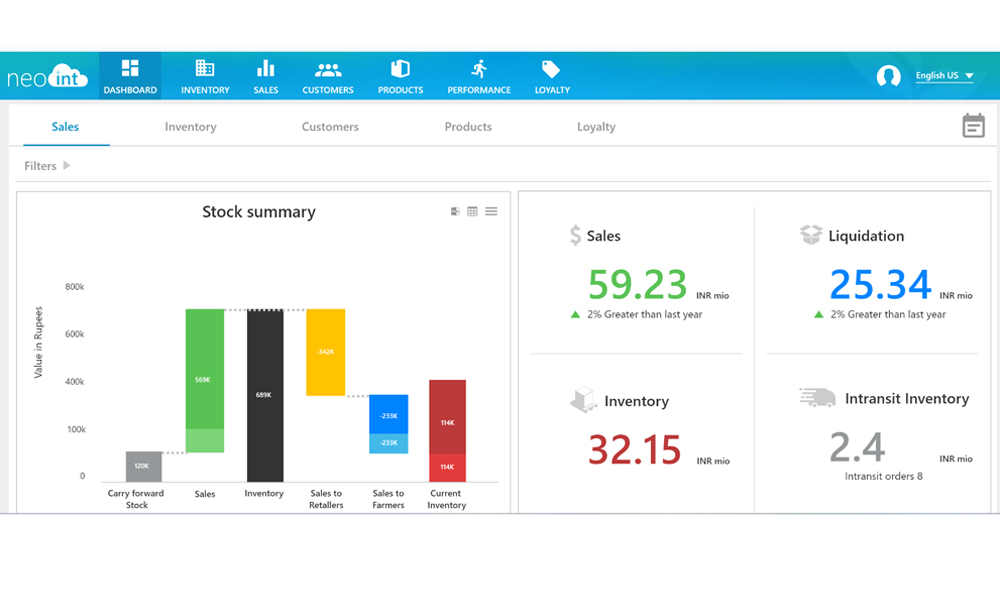 neo int
DASHBOARD
INVENTORY
SALES
CUSTOMERS
PRODUCTS
PERFORMANCE
LOYALTY
English US
Sales
Inventory
Customers
Products
Loyalty
Filters
Stock summary
Value in Rupees
800k
600k
400k
100k
0
120K
569K
689K
-342K
-233K
-233K
114K
114K
Carry forward
Stock
Sales
Inventory
Sales to
Retallers
Sales to
Farmers
Current
Inventory
$ Sales
59.23 INR mio
2% Greater than last year
Liquidation
25.34 INR mio
2% Greater than last year
Inventory
32.15 INR mio
Intransit Inventory
2.4 INR mio
Intransit orders 8